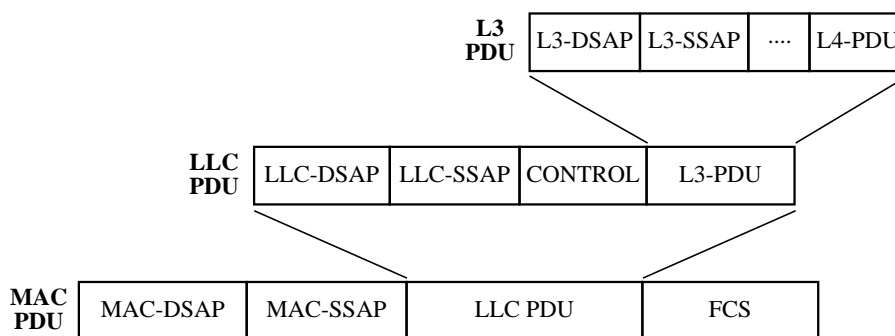 L3
PDU
L3-DSAP L3-SSAP .... L4-PDU
LLC
PDU
LLC-DSAP LLC-SSAP CONTROL L3-PDU
MAC
PDU
MAC-DSAP MAC-SSAP LLC PDU FCS